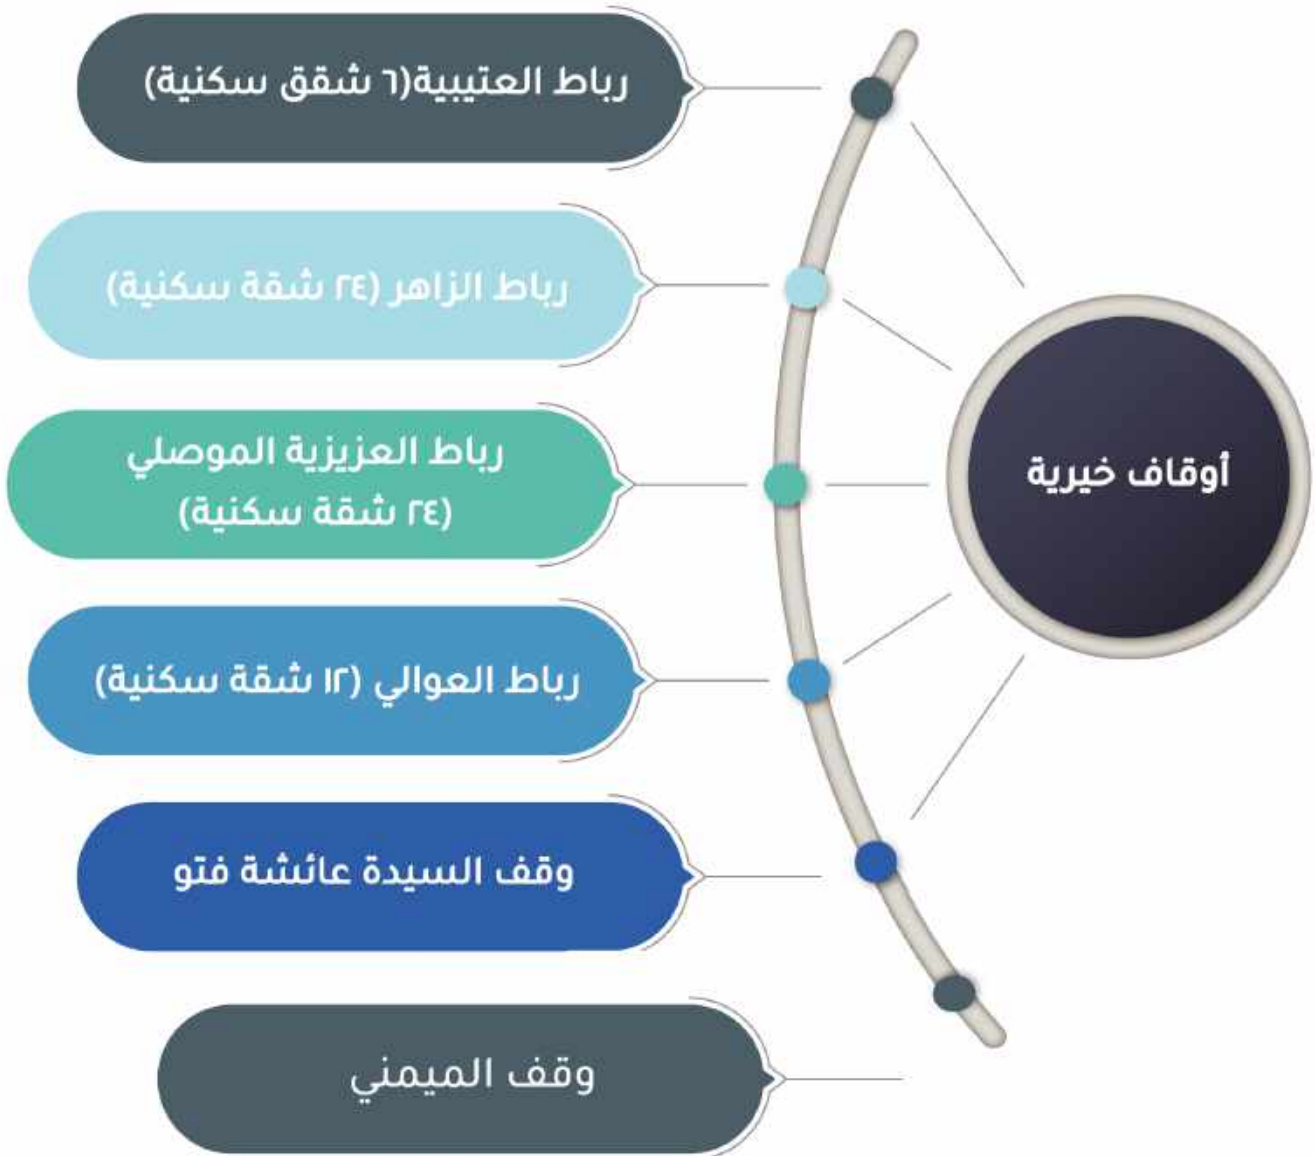 أوقاف خيرية
رباط العتيبية(٦ شقق سكنية)
رباط الزاهر (٢٤ شقة سكنية)
رباط العزيزية الموصلي
(٢٤ شقة سكنية)
رباط العوالي (١٢ شقة سكنية)
وقف السيدة عائشة فتو
وقف الميمني